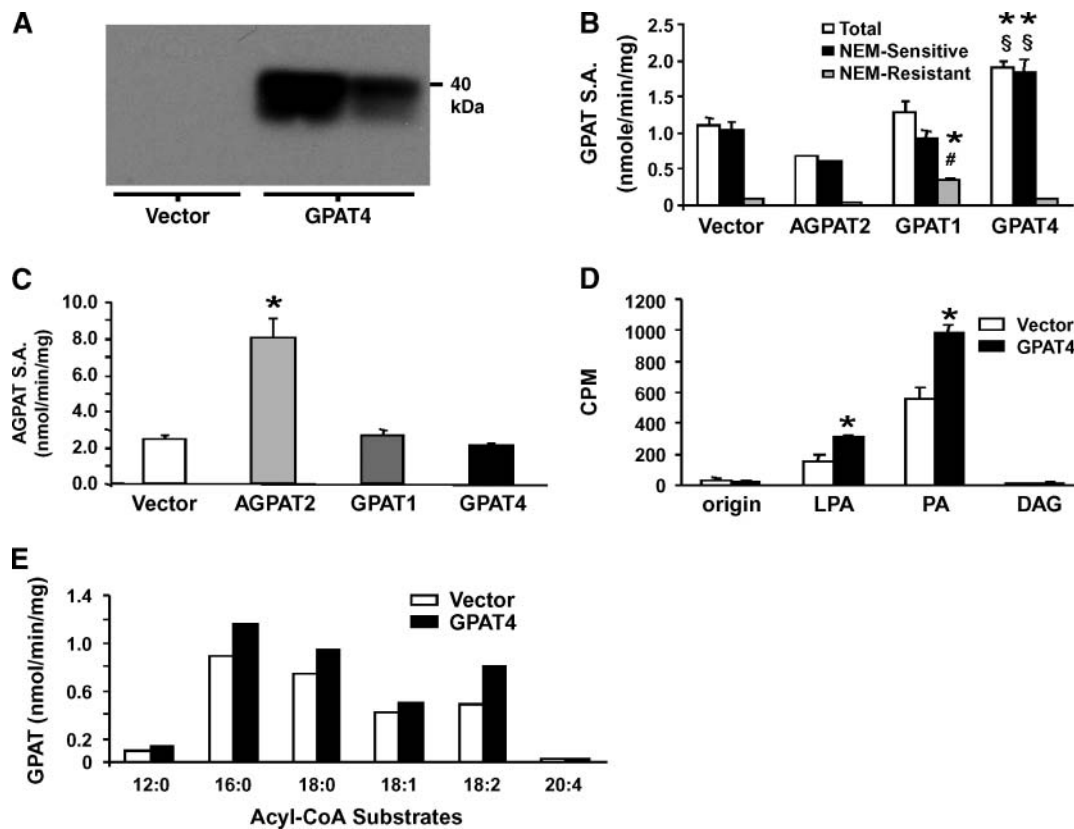 A
40
kDa
Vector GPAT4
B
Total
NEM-Sensitive
NEM-Resistant
GPAT S.A.
(nmole/min/mg)
2.5
2.0
1.5
1.0
0.5
0
* *
§ §
*
#
Vector AGPAT2 GPAT1 GPAT4
C
AGPAT S.A.
(nmol/min/mg)
10.0
8.0
6.0
4.0
2.0
0.0
*
Vector AGPAT2 GPAT1 GPAT4
D
CPM
1200
1000
800
600
400
200
0
Vector
GPAT4
*
*
origin LPA PA DAG
E
GPAT (nmol/min/mg)
1.4
1.0
0.6
0.2
0
Vector
GPAT4
12:0 16:0 18:0 18:1 18:2 20:4
Acyl-CoA Substrates